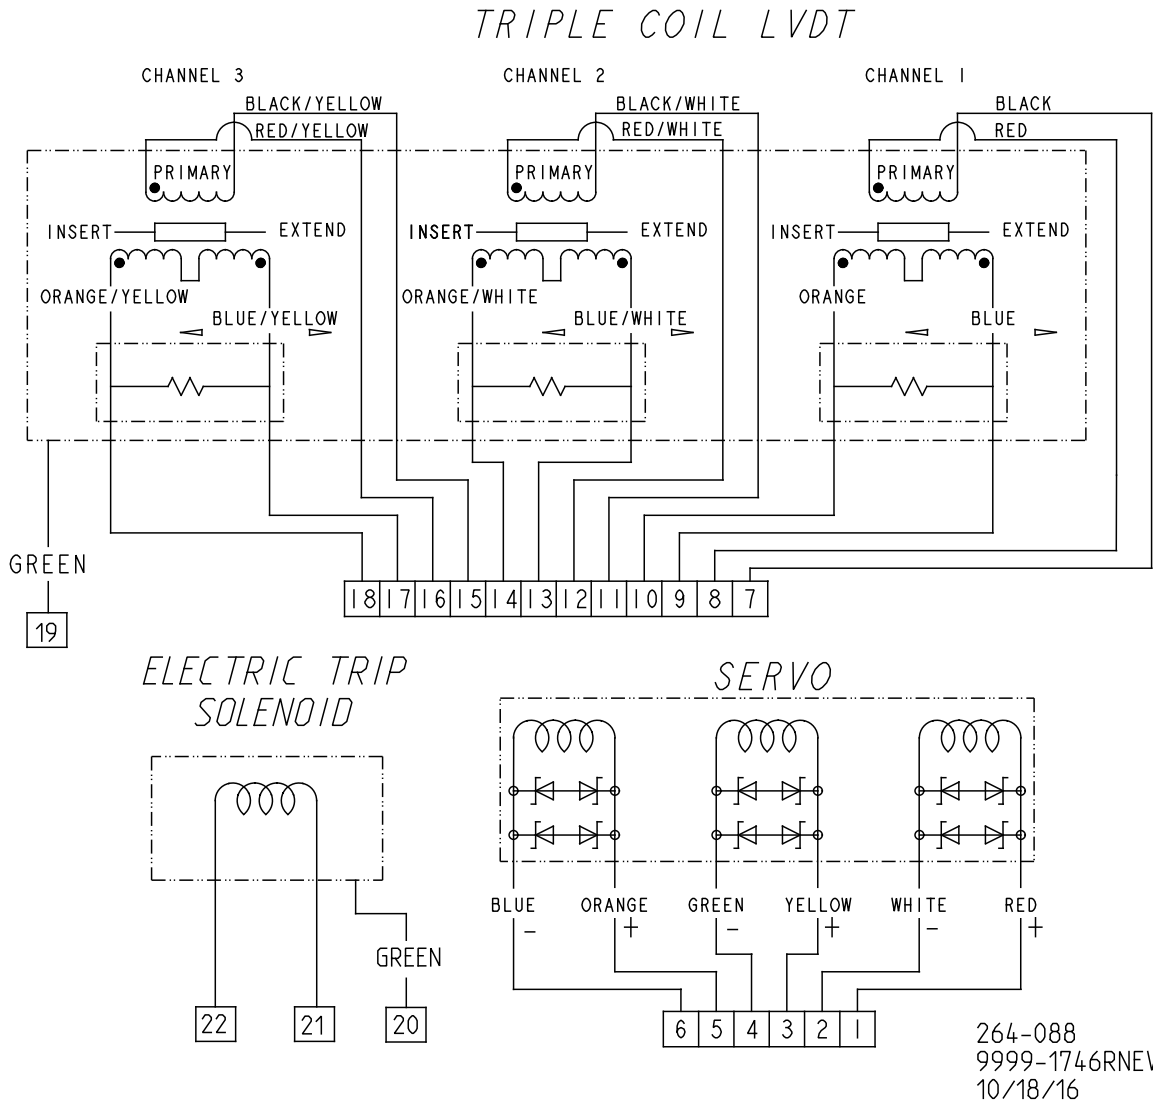 TRIPLE COIL LVDT
CHANNEL 3
CHANNEL 2
CHANNEL 1
BLACK/YELLOW
BLACK/WHITE
BLACK
RED/YELLOW
RED/WHITE
RED
PRIMARY
PRIMARY
PRIMARY
INSERT
EXTEND
INSERT
EXTEND
INSERT
EXTEND
ORANGE/YELLOW
ORANGE/WHITE
ORANGE
BLUE/YELLOW
BLUE/WHITE
BLUE
GREEN
18 17 16 15 14 13 12 11 10 9 8 7
19
ELECTRIC TRIP
SOLENOID
SERVO
BLUE
ORANGE
GREEN
YELLOW
WHITE
RED
- + - + - +
GREEN
22
21
20
6 5 4 3 2 1
264-088
9999-1746RNEV
10/18/16